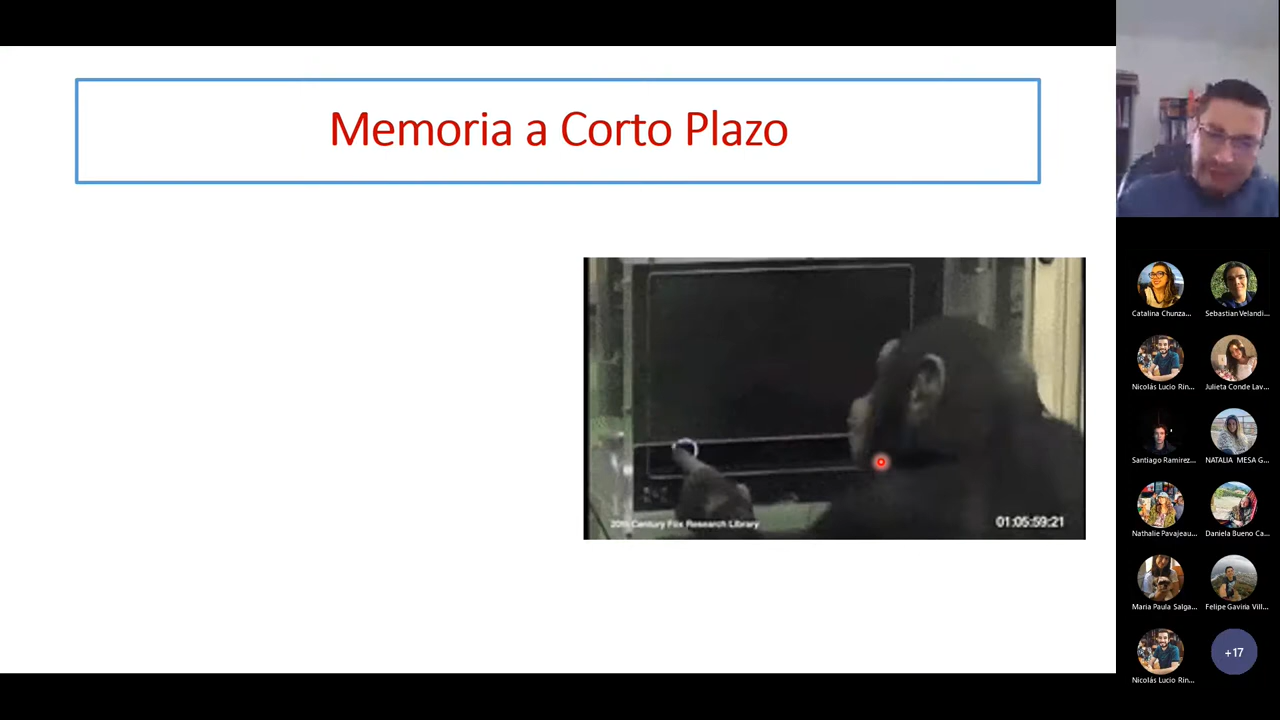 Memoria a Corto Plazo
20th Century Fox Research Library
01:05:59:21
Catalina Chunza...
Sebastian Velandi...
Nicolás Lucio Rin...
Julieta Conde Lav...
Santiago Ramirez...
NATALIA MESA G...
Nathalie Pavajeau...
Daniela Bueno Ca...
Maria Paula Salga...
Felipe Gaviria Vill...
Nicolás Lucio Rin...
+17